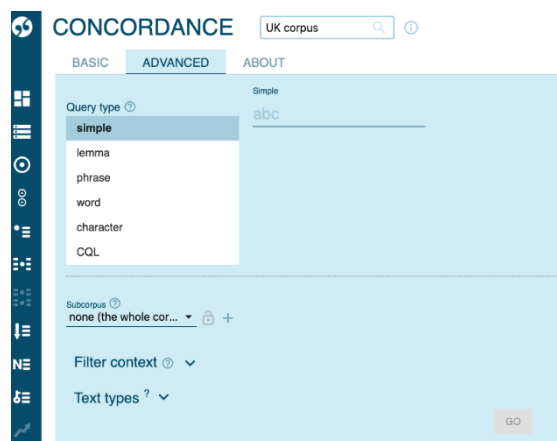 CONCORDANCE
UK corpus
BASIC ADVANCED ABOUT
Query type
simple
lemma
phrase
word
character
CQL
Simple
abc
Subcorpus
none (the whole cor...
Filter context
Text types ?
GO